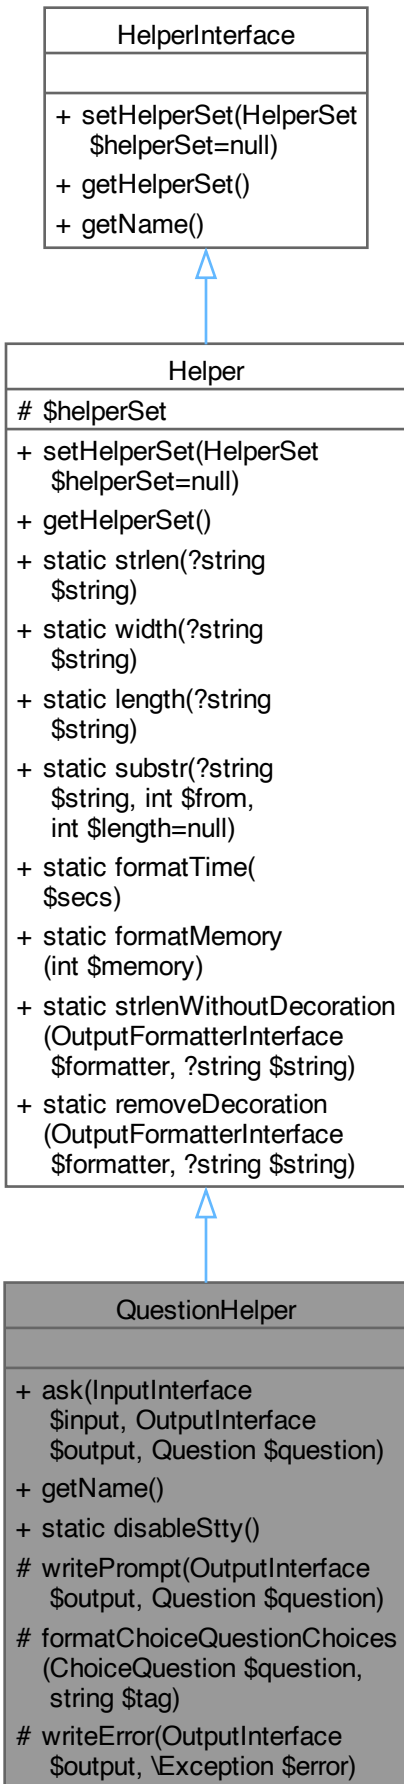 HelperInterface
+ setHelperSet(HelperSet
$helperSet=null)
+ getHelperSet()
+ getName()
Helper
# $helperSet
+ setHelperSet(HelperSet
$helperSet=null)
+ getHelperSet()
+ static strlen(?string
$string)
+ static width(?string
$string)
+ static length(?string
$string)
+ static substr(?string
$string, int $from,
int $length=null)
+ static formatTime(
$secs)
+ static formatMemory
(int $memory)
+ static strlenWithoutDecoration
(OutputFormatterInterface
$formatter, ?string $string)
+ static removeDecoration
(OutputFormatterInterface
$formatter, ?string $string)
QuestionHelper
+ ask(InputInterface
$input, OutputInterface
$output, Question $question)
+ getName()
+ static disableStty()
# writePrompt(OutputInterface
$output, Question $question)
# formatChoiceQuestionChoices
(ChoiceQuestion $question,
string $tag)
# writeError(OutputInterface
$output, \Exception $error)